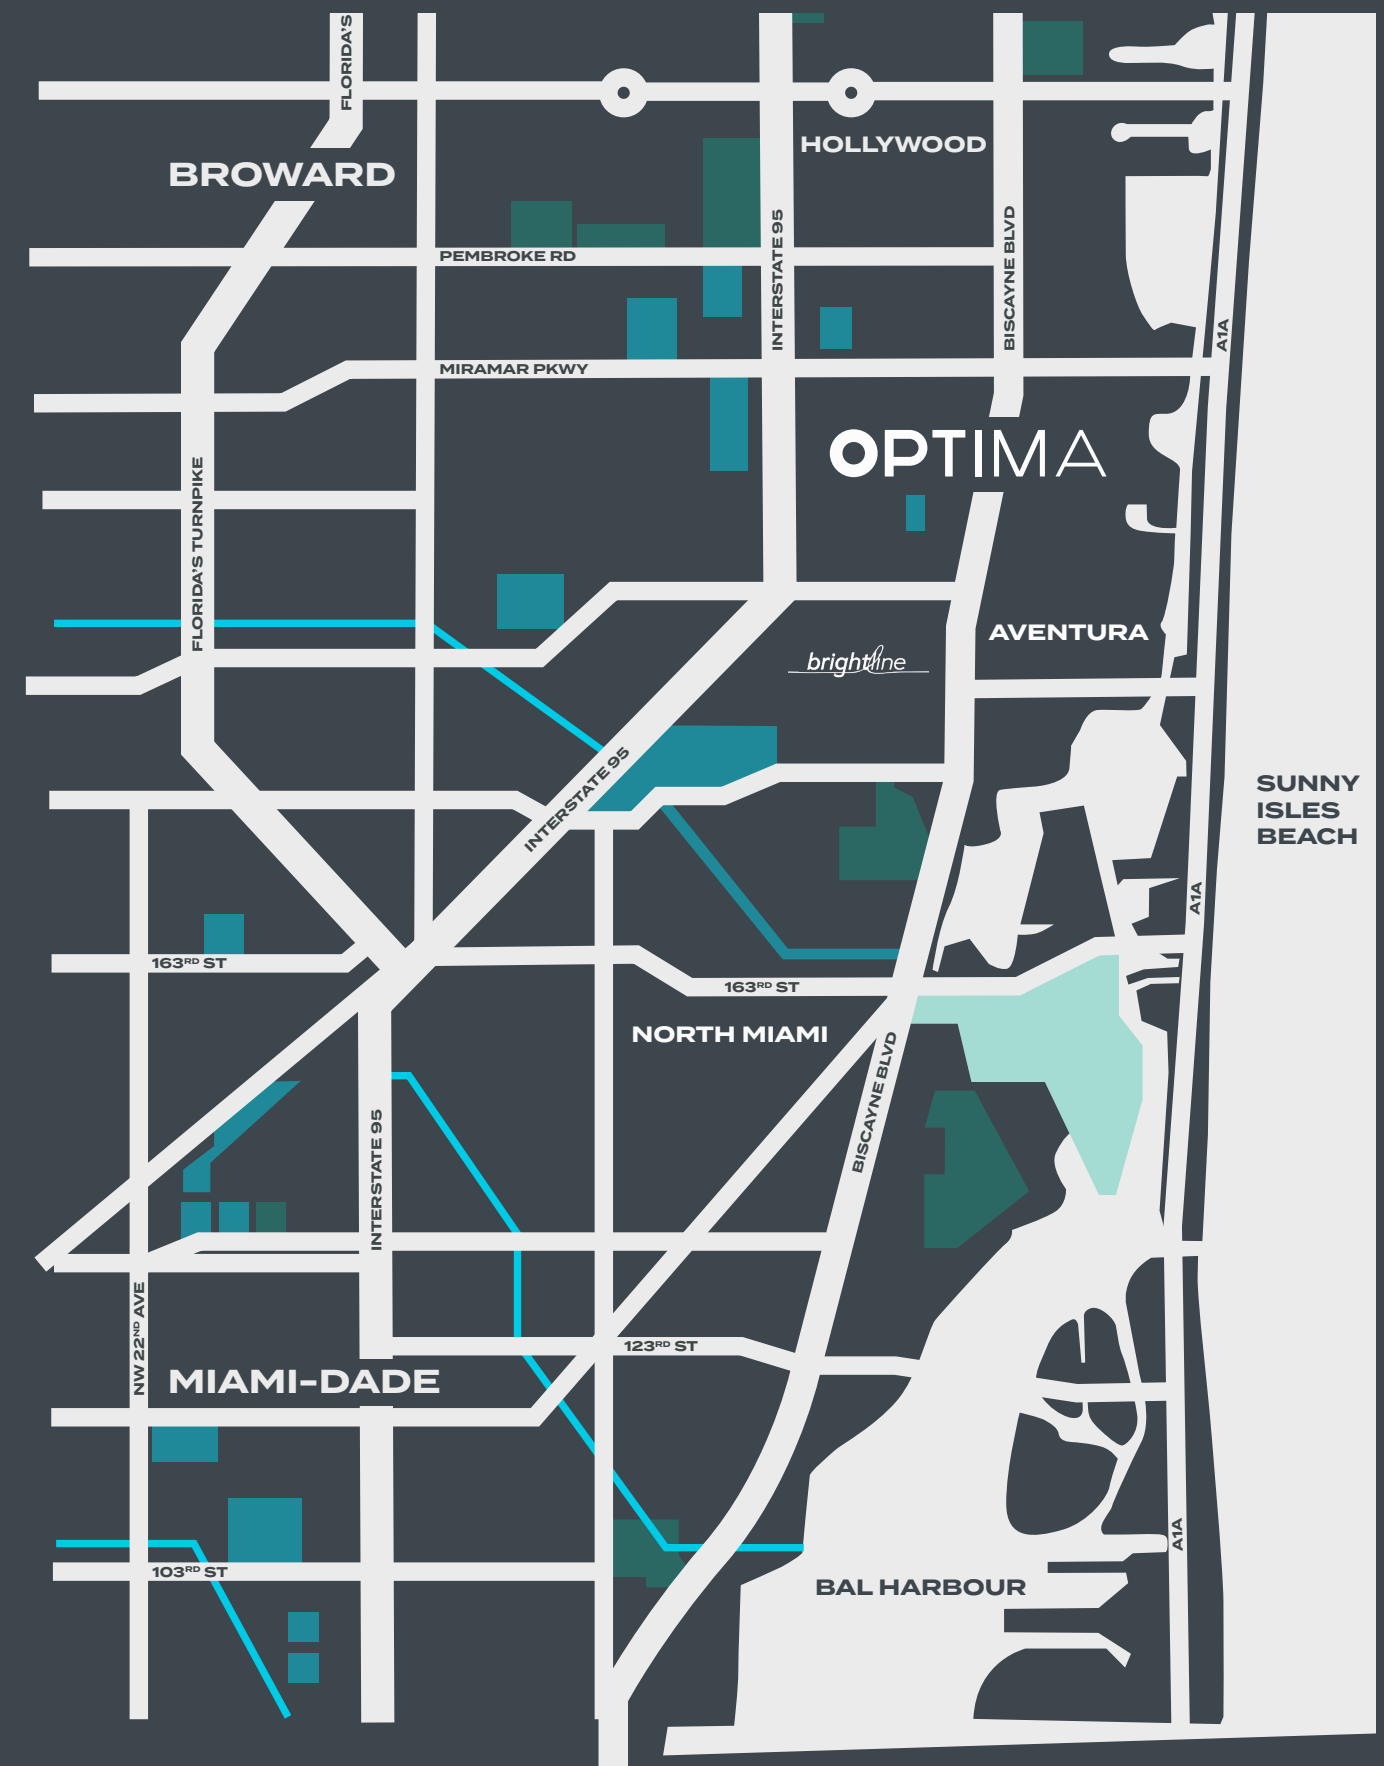 FLORIDA'S
HOLLYWOOD
BROWARD
INTERSTATE 95
BISCAYNE BLVD
PEMBROKE RD
A1A
MIRAMAR PKWY
OPTIMA
FLORIDA'S TURNPIKE
AVENTURA
brightline
INTERSTATE 95
SUNNY
ISLES
BEACH
A1A
163RD ST
163RD ST
NORTH MIAMI
BISCAYNE BLVD
INTERSTATE 95
NW 22ND AVE
123RD ST
MIAMI-DADE
A1A
103RD ST
BAL HARBOUR